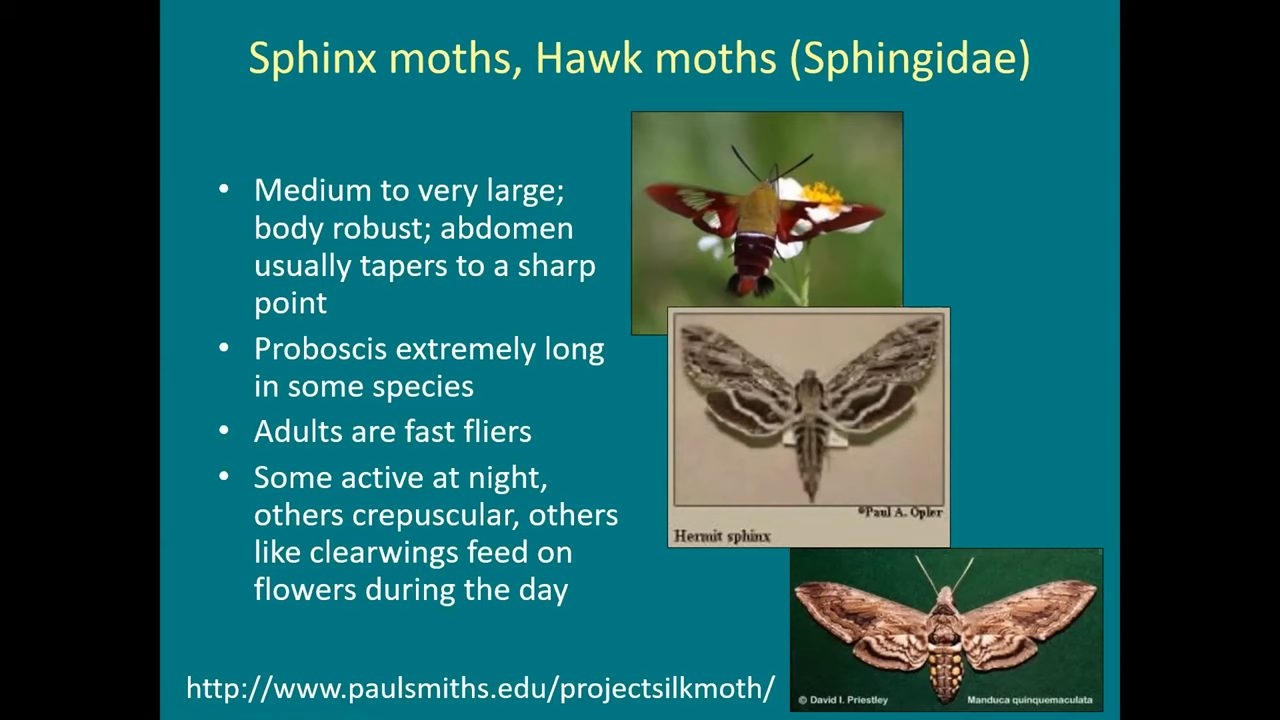 Sphinx moths, Hawk moths (Sphingidae)
• Medium to very large;
body robust; abdomen
usually tapers to a sharp
point
• Proboscis extremely long
in some species
• Adults are fast fliers
• Some active at night,
others crepuscular, others
like clearwings feed on
flowers during the day
©Paul A. Opler
Hermit sphinx
© David I. Priestley
Manduca quinquemaculata
http://www.paulsmiths.edu/projectsilkmoth/